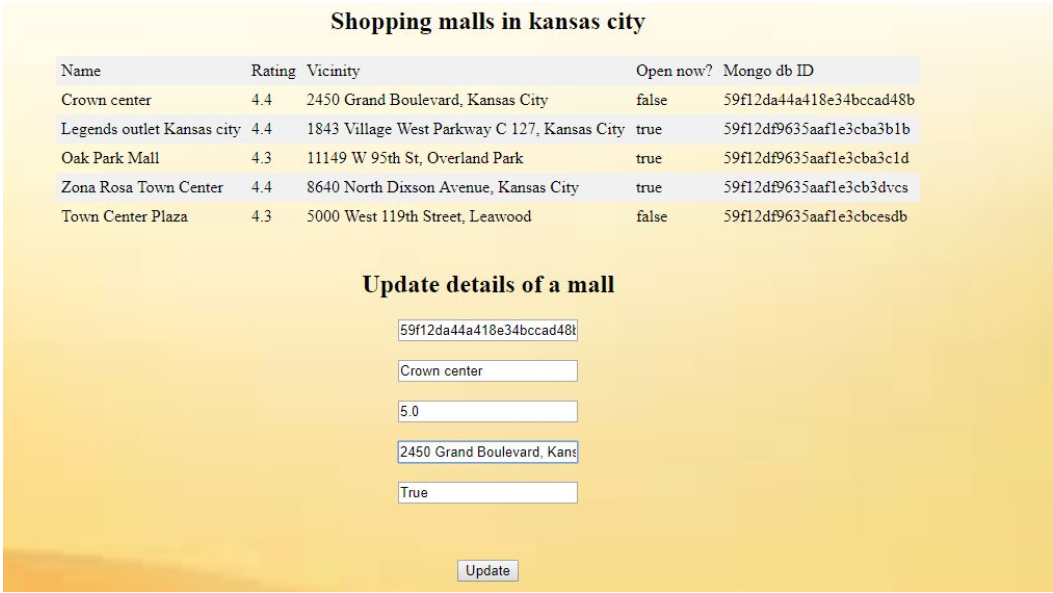 Shopping malls in kansas city
Name Rating Vicinity Open now? Mongo db ID
Crown center 4.4 2450 Grand Boulevard, Kansas City false 59f12da44a418e34bccad48b
Legends outlet Kansas city 4.4 1843 Village West Parkway C 127, Kansas City true 59f12df9635aaf1e3cba3b1b
Oak Park Mall 4.3 11149 W 95th St, Overland Park true 59f12df9635aaf1e3cba3c1d
Zona Rosa Town Center 4.4 8640 North Dixson Avenue, Kansas City true 59f12df9635aaf1e3cb3dvcs
Town Center Plaza 4.3 5000 West 119th Street, Leawood false 59f12df9635aaf1e3cbcesdb
Update details of a mall
59f12da44a418e34bccad48b
Crown center
5.0
2450 Grand Boulevard, Kans
True
Update